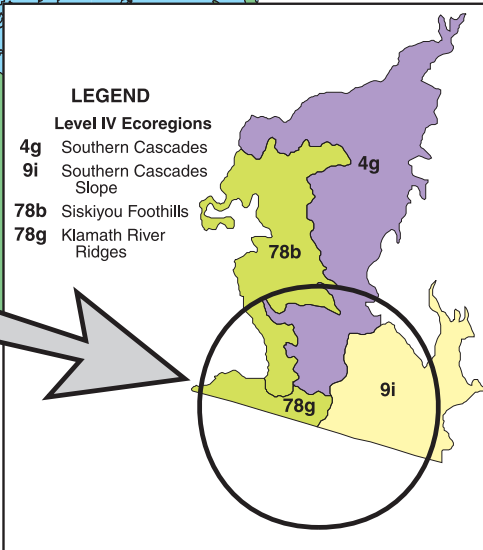 LEGEND
Level IV Ecoregions
4g Southern Cascades
9i Southern Cascades
Slope
78b Siskiyou Foothills
78g Klamath River
Ridges
4g
78b
9i
78g